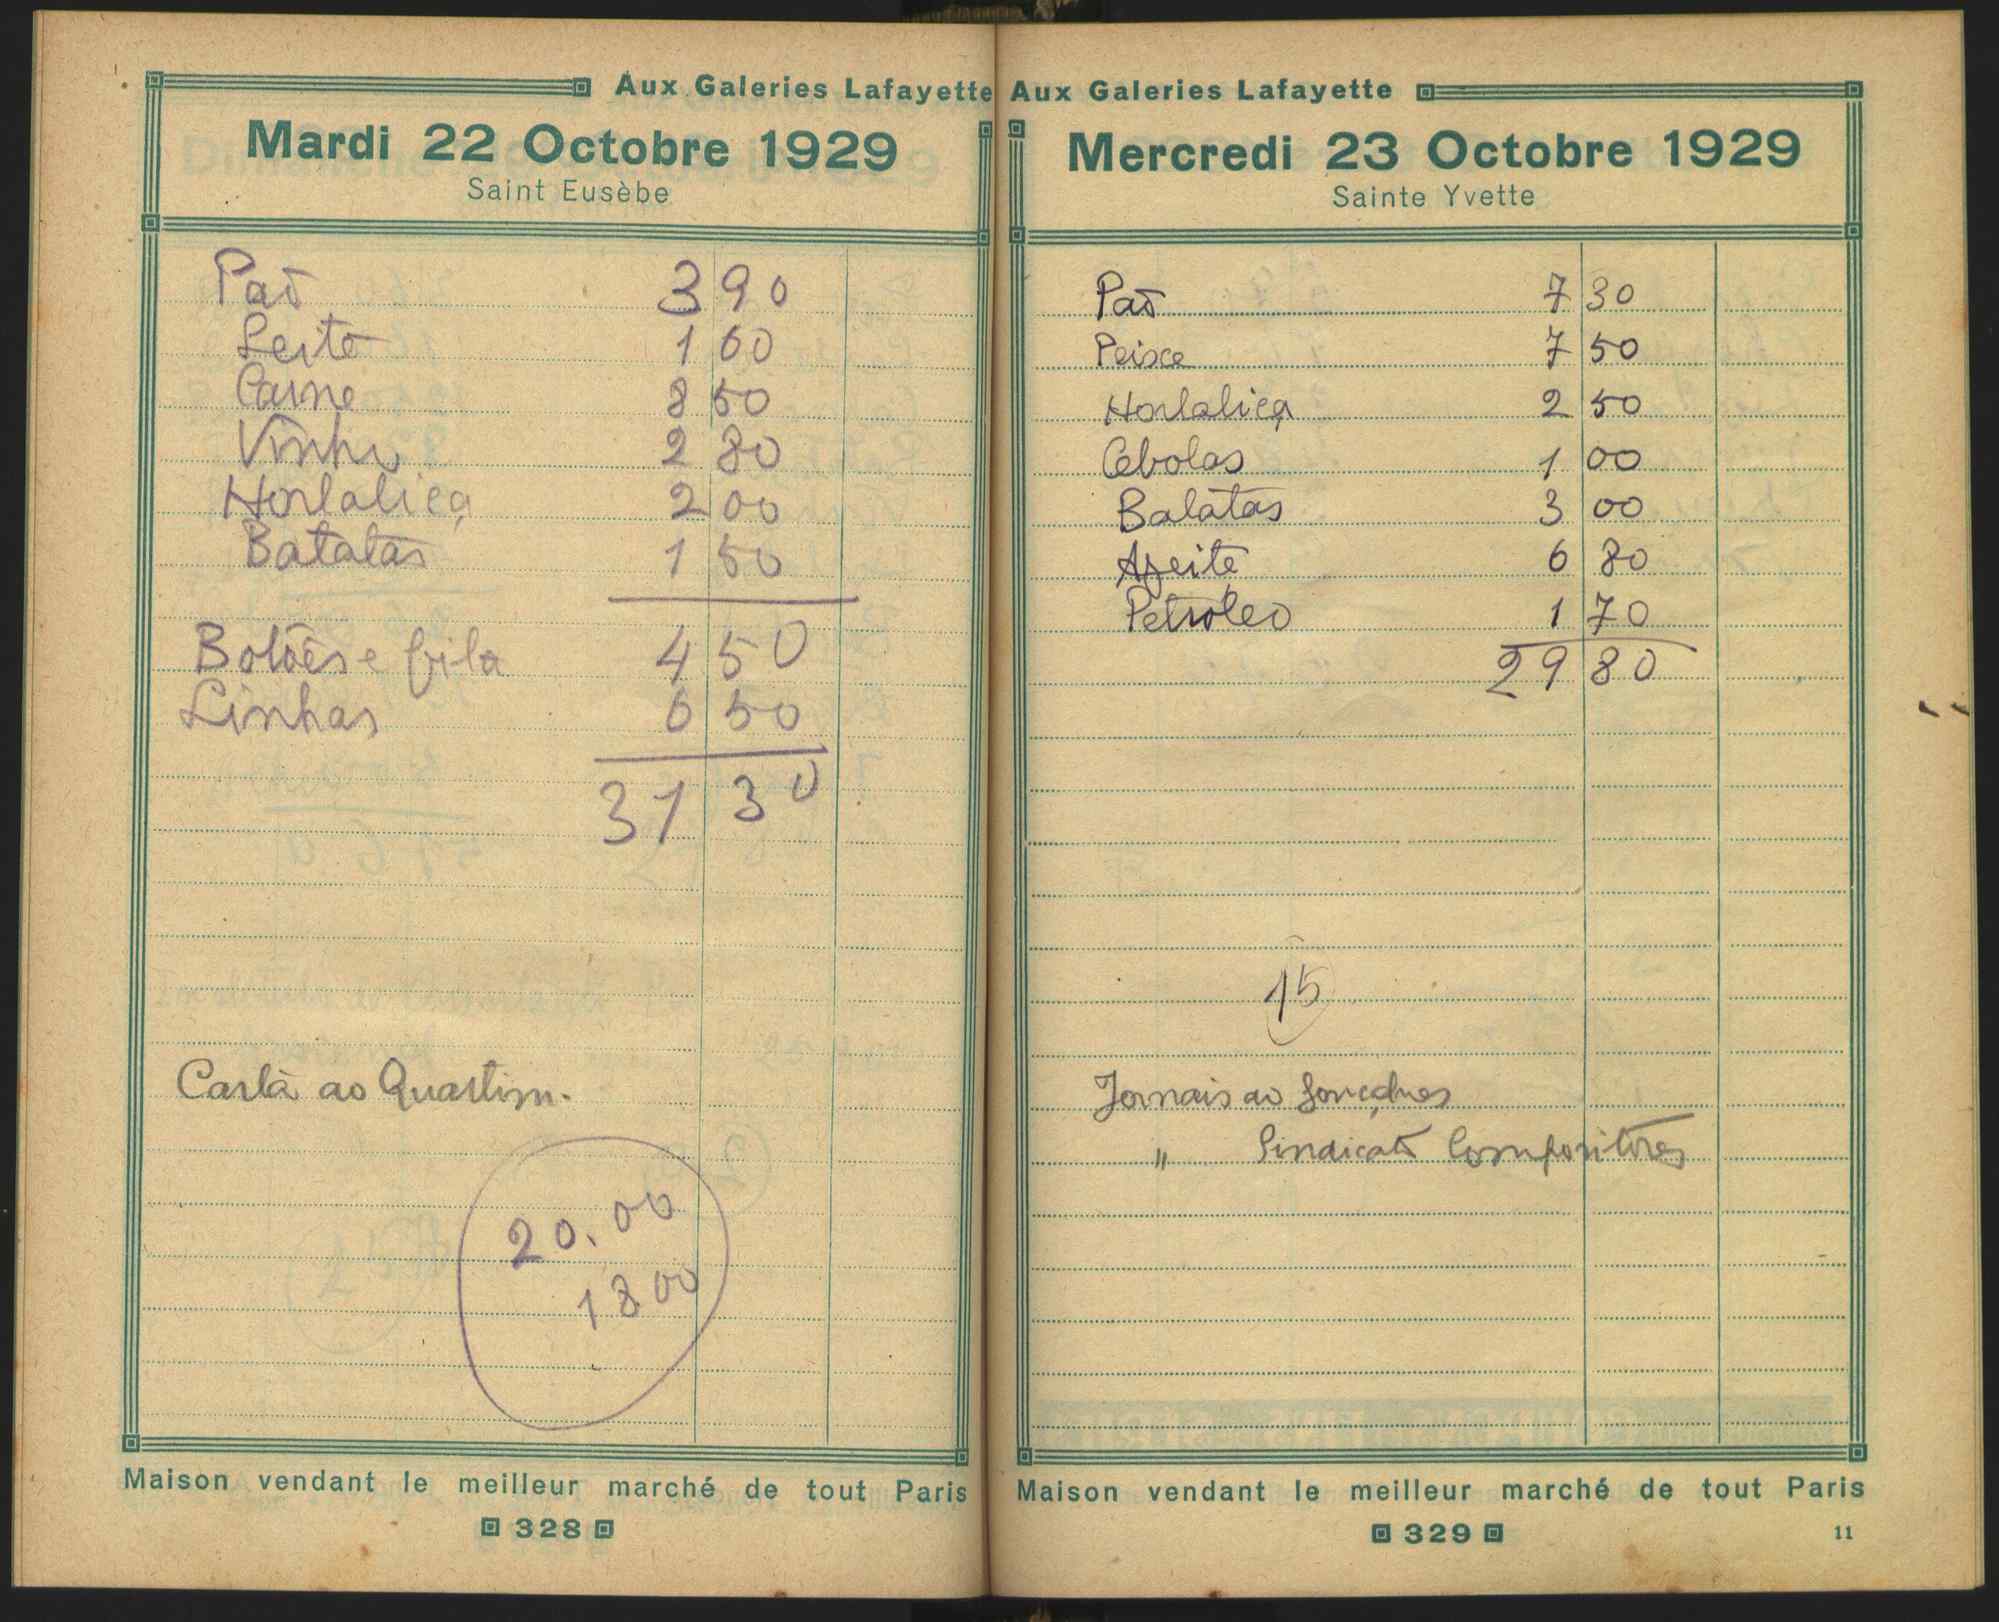 Aux Galeries Lafayette
Mardi 22 Octobre 1929
Saint Eusèbe
Paõ 3 90
Leite 1 60
Carne 8 50
Vinho 2 80
Hortaliça 2 00
Batatas 1 50
Botões e fita 4 50
Linhas 6 50
31 30
Carta ao Quartim.
20.00
18.00
Maison vendant le meilleur marché de tout Paris
328
Aux Galeries Lafayette
Mercredi 23 Octobre 1929
Sainte Yvette
Paõ 7 30
Peixe 7 50
Hortaliça 2 50
Cebolas 1 00
Batatas 3 00
Azeite 6 80
Petroleo 1 70
29 80
15
Jornais ao Gonçalves
" Sindicato Compositores
Maison vendant le meilleur marché de tout Paris
329
11